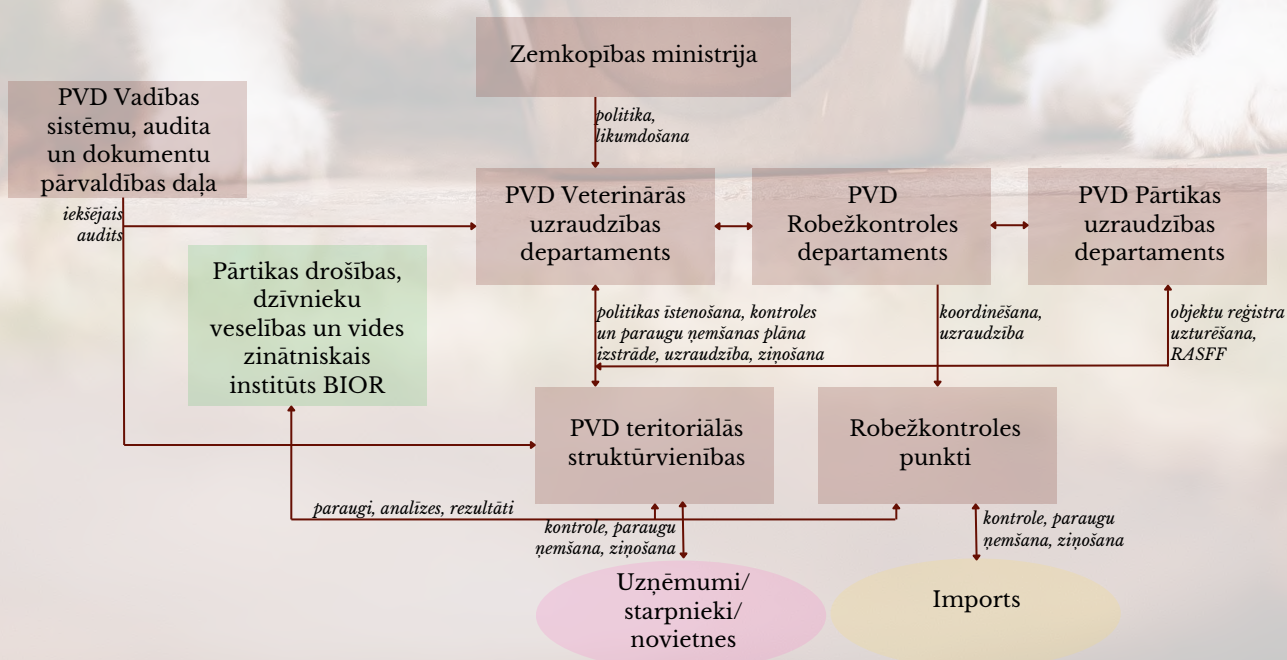 Zemkopības ministrija
PVD Vadības
sistēmu, audita
un dokumentu
pārvaldības daļa
politika,
likumdošana
iekšējais
audits
PVD Veterinārās
uzraudzības
departaments
PVD
Robežkontroles
departaments
PVD Pārtikas
uzraudzības
departaments
Pārtikas drošības,
dzīvnieku
veselības un vides
zinātniskais
institūts BIOR
politikas īstenošana, kontroles
un paraugu ņemšanas plāna
izstrāde, uzraudzība, ziņošana
koordinēšana,
uzraudzība
objektu reģistra
uzturēšana,
RASFF
PVD teritoriālās
struktūrvienības
Robežkontroles
punkti
paraugi, analīzes, rezultāti
kontrole, paraugu
ņemšana, ziņošana
kontrole, paraugu
ņemšana, ziņošana
Uzņēmumi/
starpnieki/
novietnes
Imports